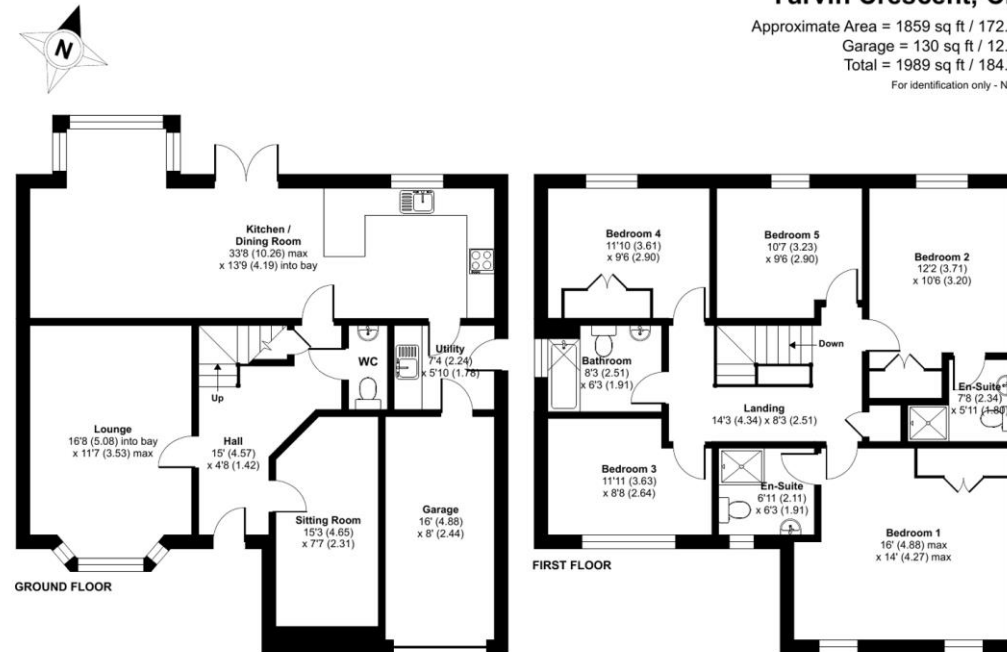 Approximate Area = 1859 sq ft / 172.
Garage = 130 sq ft / 12.
Total = 1989 sq ft / 184.
For identification only - N
N
Kitchen /
Dining Room
33'8 (10.26) max
x 13'9 (4.19) into bay
Utility
7'4 (2.24)
x 5'10 (1.78)
WC
Up
Lounge
16'8 (5.08) into bay
x 11'7 (3.53) max
Hall
15' (4.57)
x 4'8 (1.42)
Sitting Room
15'3 (4.65)
x 7'7 (2.31)
Garage
16' (4.88)
x 8' (2.44)
GROUND FLOOR
Bedroom 4
11'10 (3.61)
x 9'6 (2.90)
Bedroom 5
10'7 (3.23)
x 9'6 (2.90)
Bedroom 2
12'2 (3.71)
x 10'6 (3.20)
Bathroom
8'3 (2.51)
x 6'3 (1.91)
Down
Landing
14'3 (4.34) x 8'3 (2.51)
En-Suite
7'8 (2.34)
x 5'11 (1.80)
Bedroom 3
11'11 (3.63)
x 8'8 (2.64)
En-Suite
6'11 (2.11)
x 6'3 (1.91)
Bedroom 1
16' (4.88) max
x 14' (4.27) max
FIRST FLOOR